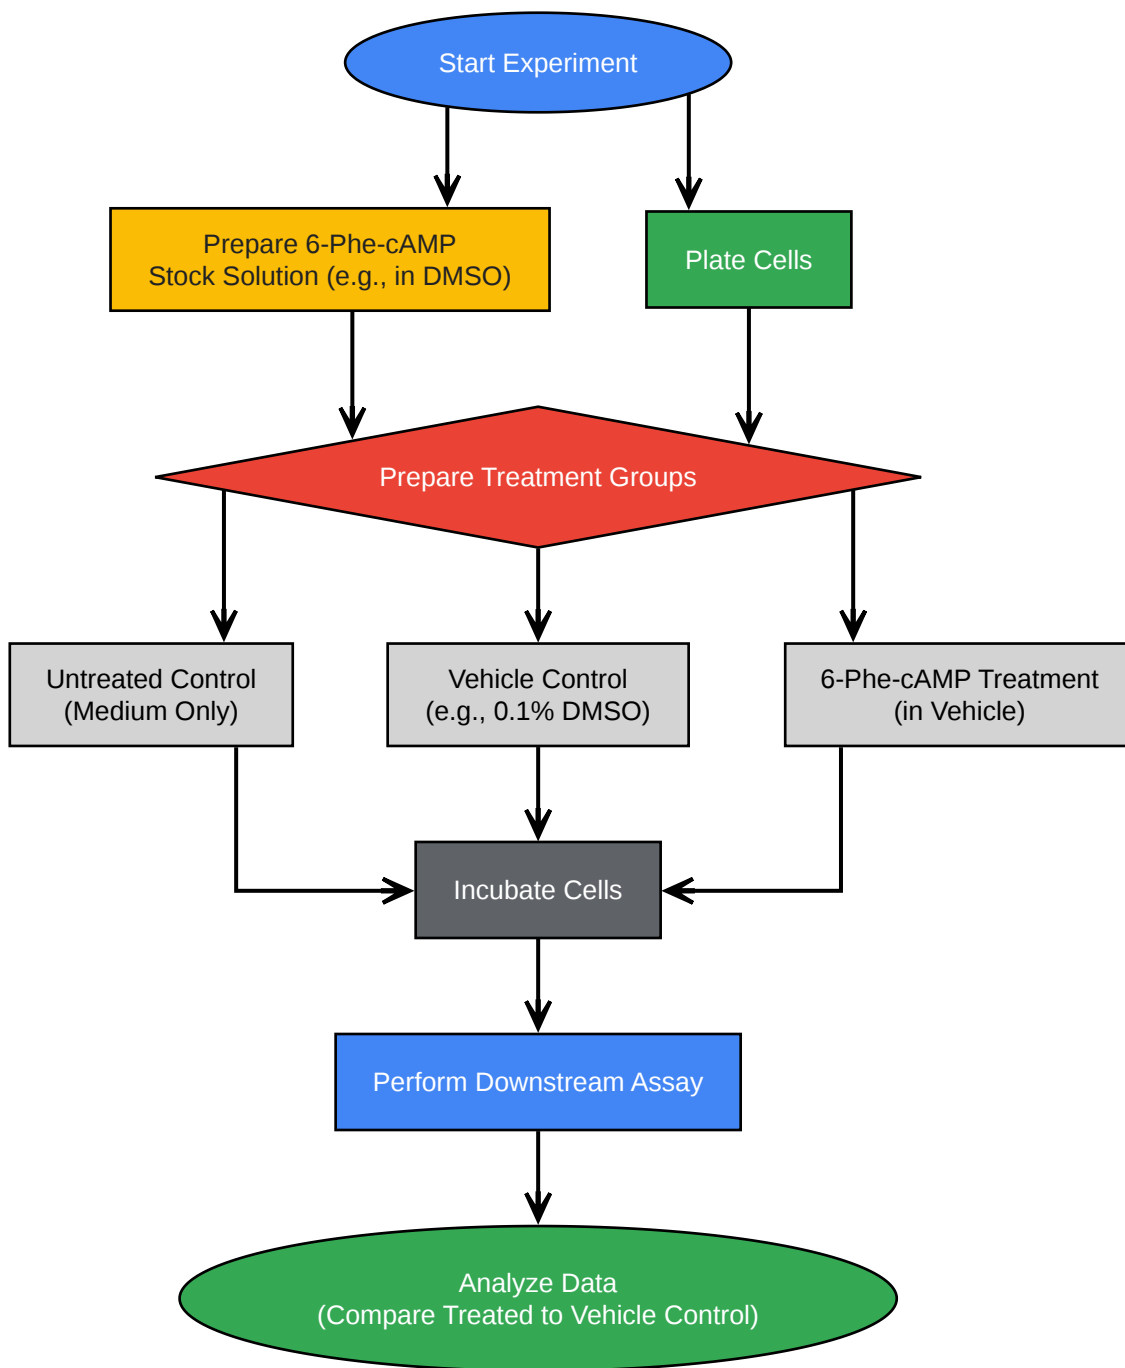 Start Experiment
Prepare 6-Phe-cAMP
Stock Solution (e.g., in DMSO)
Plate Cells
Prepare Treatment Groups
Untreated Control
(Medium Only)
Vehicle Control
(e.g., 0.1% DMSO)
6-Phe-cAMP Treatment
(in Vehicle)
Incubate Cells
Perform Downstream Assay
Analyze Data
(Compare Treated to Vehicle Control)